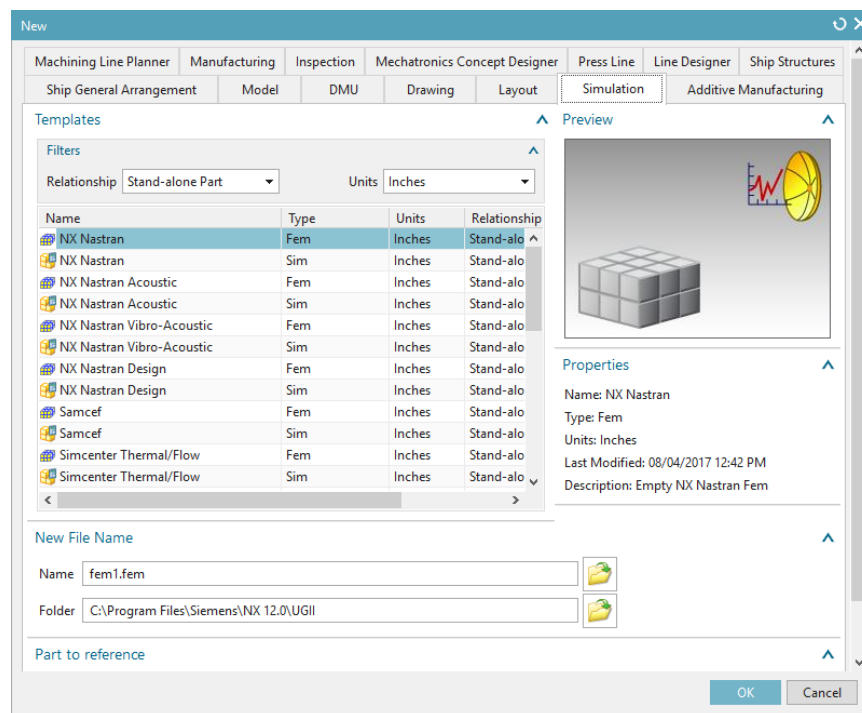 New
Machining Line Planner Manufacturing Inspection Mechatronics Concept Designer Press Line Line Designer Ship Structures
Ship General Arrangement Model DMU Drawing Layout Simulation Additive Manufacturing
Templates
Filters
Relationship Stand-alone Part Units Inches
Name Type Units Relationship
NX Nastran Fem Inches Stand-alo
NX Nastran Sim Inches Stand-alo
NX Nastran Acoustic Fem Inches Stand-alo
NX Nastran Acoustic Sim Inches Stand-alo
NX Nastran Vibro-Acoustic Fem Inches Stand-alo
NX Nastran Vibro-Acoustic Sim Inches Stand-alo
NX Nastran Design Fem Inches Stand-alo
NX Nastran Design Sim Inches Stand-alo
Samcef Fem Inches Stand-alo
Samcef Sim Inches Stand-alo
Simcenter Thermal/Flow Fem Inches Stand-alo
Simcenter Thermal/Flow Sim Inches Stand-alo
Preview
Properties
Name: NX Nastran
Type: Fem
Units: Inches
Last Modified: 08/04/2017 12:42 PM
Description: Empty NX Nastran Fem
New File Name
Name fem1.fem
Folder C:\Program Files\Siemens\NX 12.0\UGII
Part to reference
OK Cancel